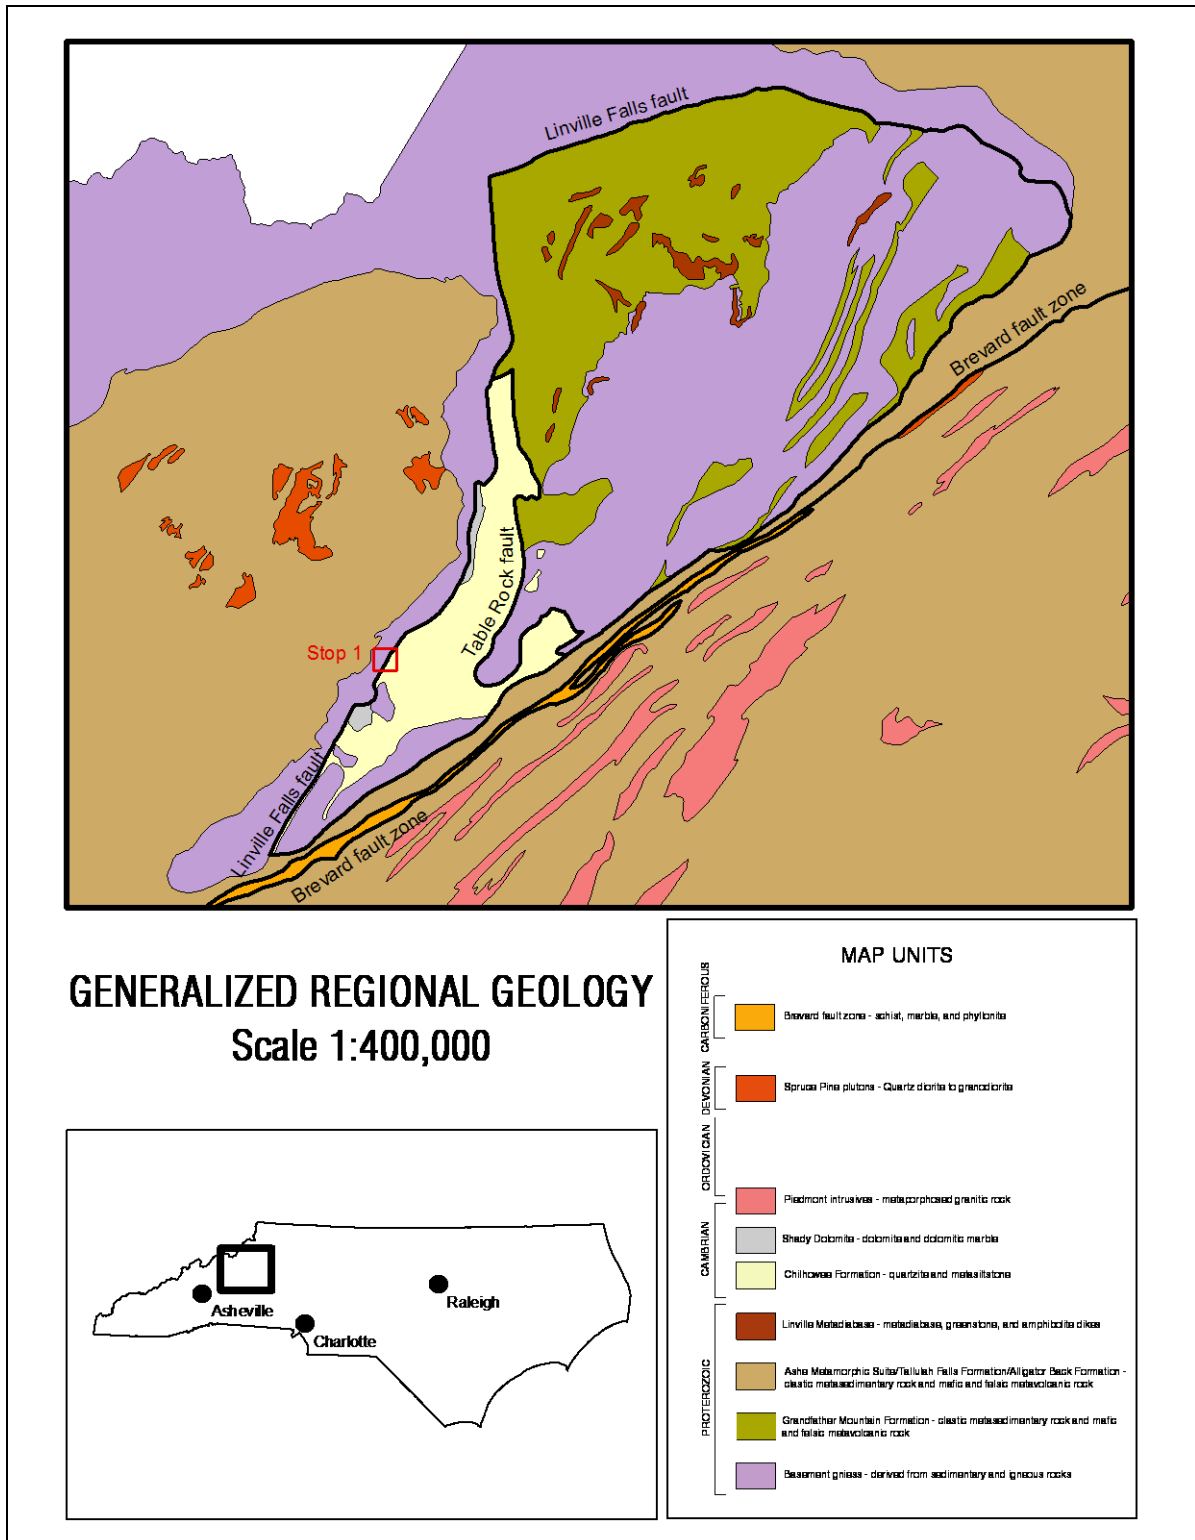 Linville Falls fault
Brevard fault zone
Table Rock fault
Stop 1
Linville Falls fault
Brevard fault zone
GENERALIZED REGIONAL GEOLOGY
Scale 1:400,000
Asheville
Charlotte
Raleigh
MAP UNITS
CARBONIFEROUS
Brevard fault zone - schist, marble, and phyllonite
DEVONIAN
Spruce Pine plutons - Quartz diorite to granodiorite
ORDOVICIAN
Piedmont intrusives - metaporphosed granitic rock
CAMBRIAN
Shady Dolomite - dolomite and dolomitic marble
Chilhowee Formation - quartzite and metasiltstone
PROTEROZOIC
Linville Metadiabase - metadiabase, greenstone, and amphibolite dikes
Ashe Metamorphic Suite/Tallulah Falls Formation/Alligator Back Formation -
clastic metasedimentary rock and mafic and felsic metavolcanic rock
Grandfather Mountain Formation - clastic metasedimentary rock and mafic
and felsic metavolcanic rock
Basement gniess - derived from sedimentary and igneous rocks